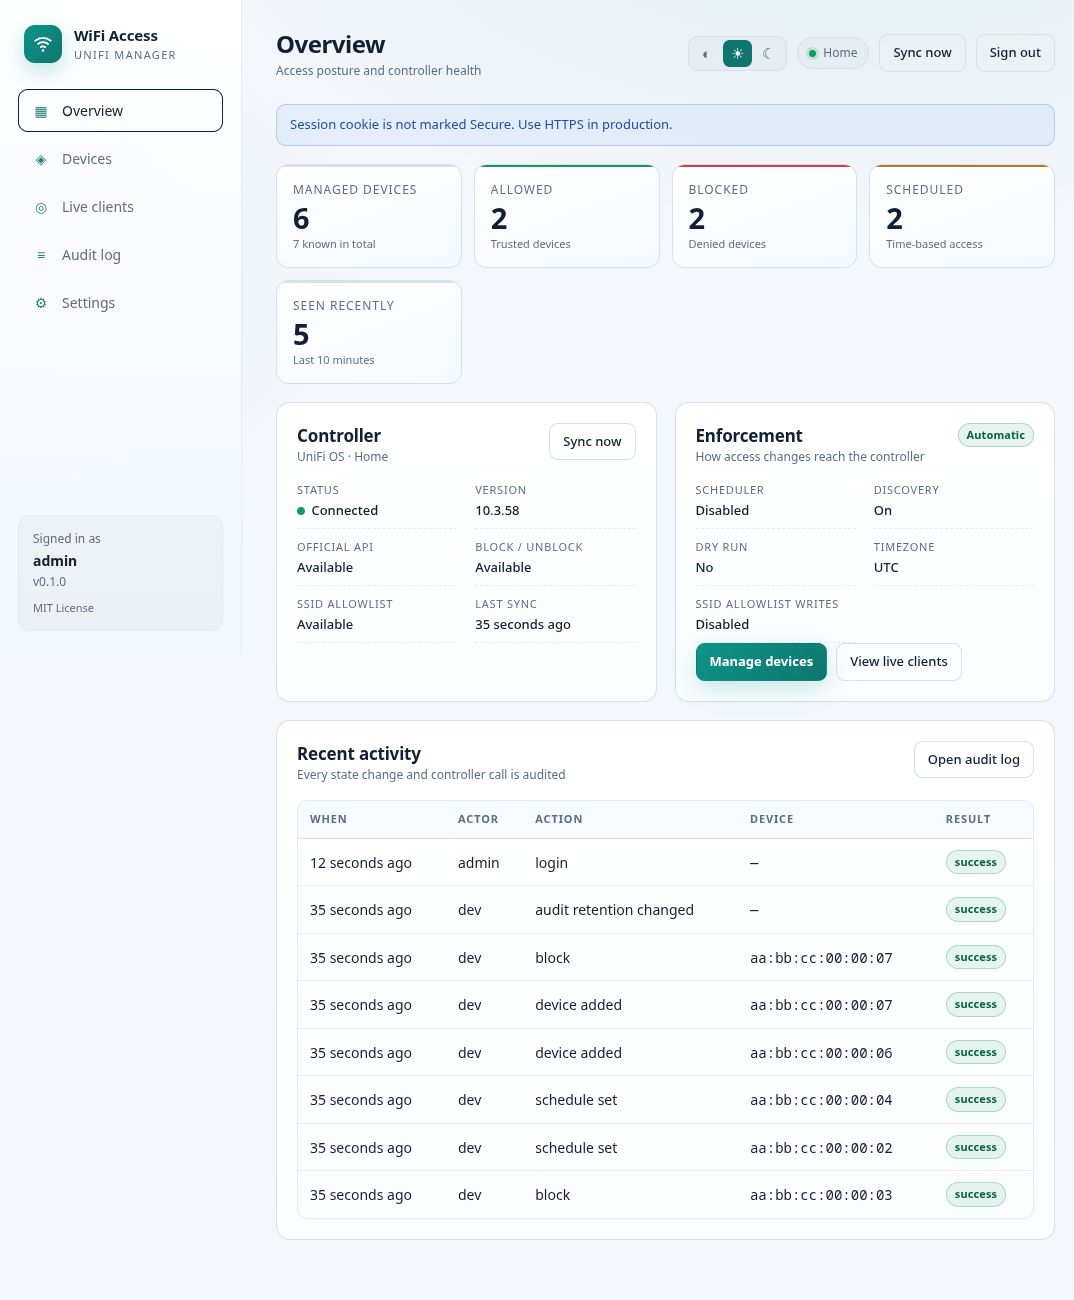 WiFi Access
UNIFI MANAGER
Overview
Devices
Live clients
Audit log
Settings
Signed in as
admin
v0.1.0
MIT License
Overview
Access posture and controller health
Home
Sync now
Sign out
Session cookie is not marked Secure. Use HTTPS in production.
MANAGED DEVICES
6
7 known in total
ALLOWED
2
Trusted devices
BLOCKED
2
Denied devices
SCHEDULED
2
Time-based access
SEEN RECENTLY
5
Last 10 minutes
Controller
UniFi OS · Home
Sync now
STATUS
Connected
VERSION
10.3.58
OFFICIAL API
Available
BLOCK / UNBLOCK
Available
SSID ALLOWLIST
Available
LAST SYNC
35 seconds ago
Enforcement
How access changes reach the controller
Automatic
SCHEDULER
Disabled
DISCOVERY
On
DRY RUN
No
TIMEZONE
UTC
SSID ALLOWLIST WRITES
Disabled
Manage devices
View live clients
Recent activity
Every state change and controller call is audited
Open audit log
WHEN ACTOR ACTION DEVICE RESULT
12 seconds ago admin login — success
35 seconds ago dev audit retention changed — success
35 seconds ago dev block aa:bb:cc:00:00:07 success
35 seconds ago dev device added aa:bb:cc:00:00:07 success
35 seconds ago dev device added aa:bb:cc:00:00:06 success
35 seconds ago dev schedule set aa:bb:cc:00:00:04 success
35 seconds ago dev schedule set aa:bb:cc:00:00:02 success
35 seconds ago dev block aa:bb:cc:00:00:03 success